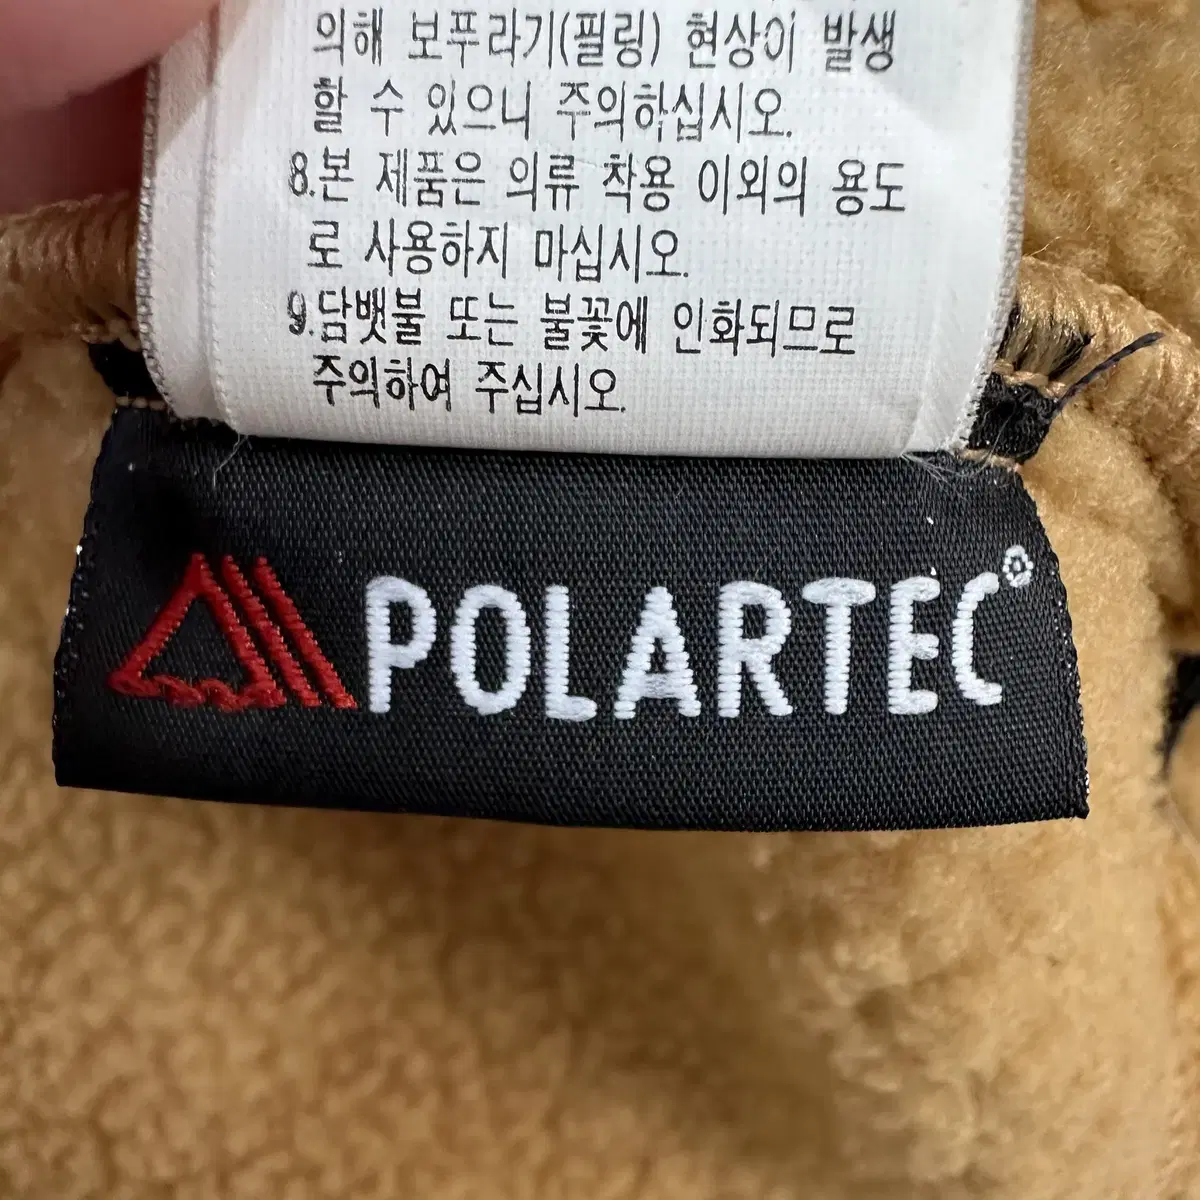 의해 보푸라기(필링) 현상이 발생
할 수 있으니 주의하십시오.
8.본 제품은 의류 착용 이외의 용도
로 사용하지 마십시오.
9.담뱃불 또는 불꽃에 인화되므로
주의하여 주십시오.
POLARTEC®